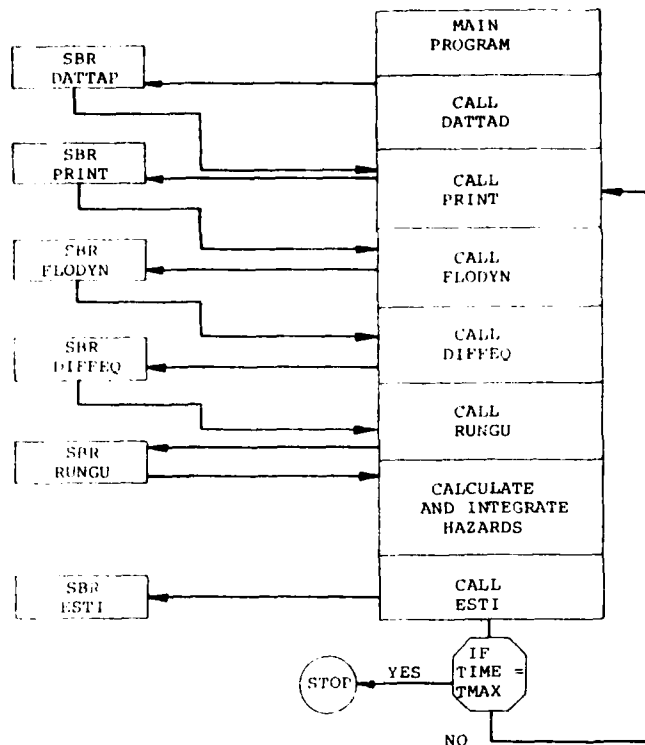 MAIN
PROGRAM
SBR
DATTAP
CALL
DATTAD
SBR
PRINT
CALL
PRINT
SBR
FLODYN
CALL
FLODYN
SBR
DIFFEQ
CALL
DIFFEQ
CALL
RUNGU
SBR
RUNGU
CALCULATE
AND INTEGRATE
HAZARDS
SBR
ESTI
CALL
ESTI
IF
TIME =
TMAX
YES
STOP
NO